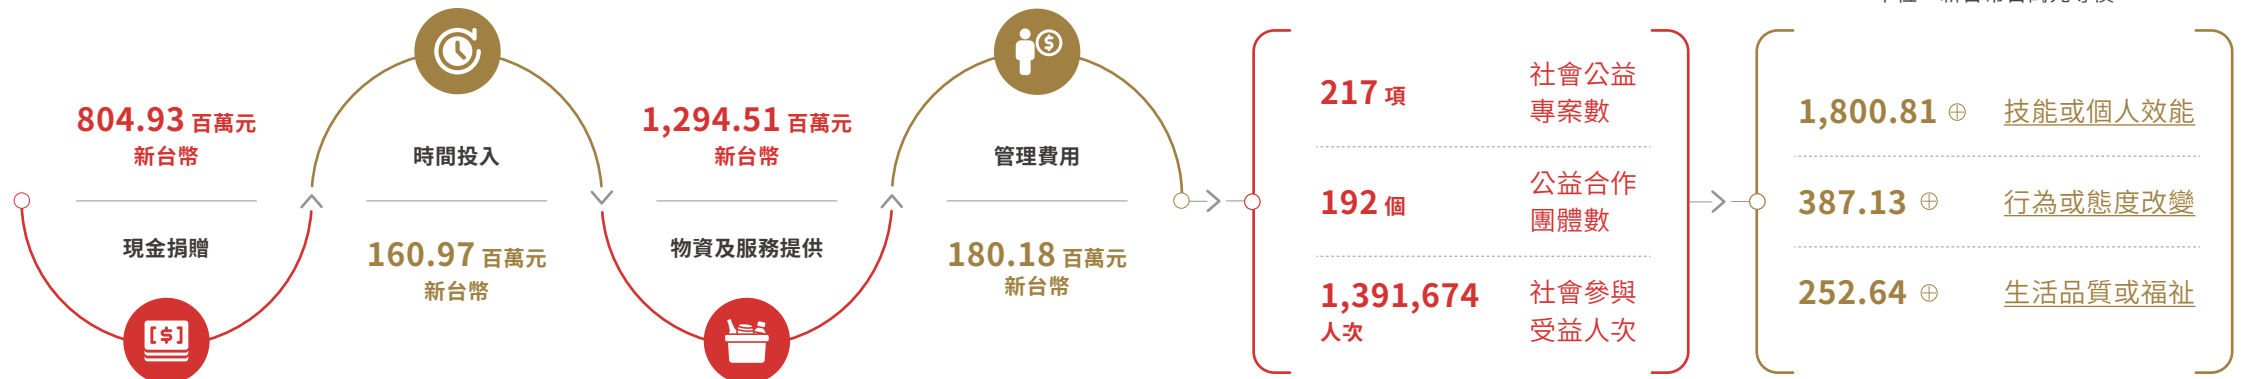 804.93 百萬元
新台幣
現金捐贈
時間投入
160.97 百萬元
新台幣
1,294.51 百萬元
新台幣
物資及服務提供
管理費用
180.18 百萬元
新台幣
217 項
社會公益
專案數
192 個
公益合作
團體數
1,391,674
人次
社會參與
受益人次
1,800.81 技能或個人效能
387.13 行為或態度改變
252.64 生活品質或福祉